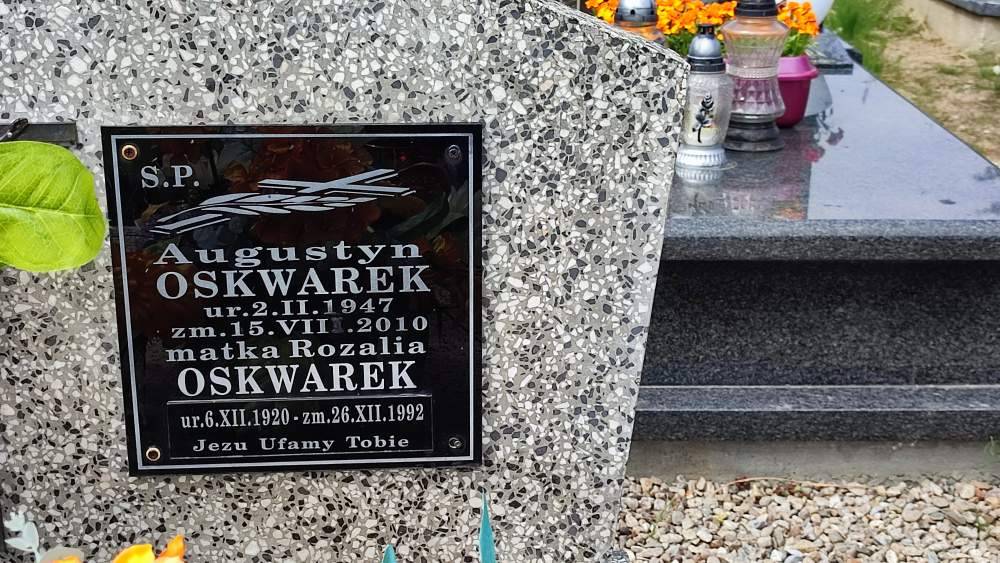 S.P.
Augustyn
OSKWAREK
ur.2.II.1947
zm.15.VIII.2010
matka Rozalia
OSKWAREK
ur.6.XII.1920 - zm.26.XII.1992
Jezu Ufamy Tobie